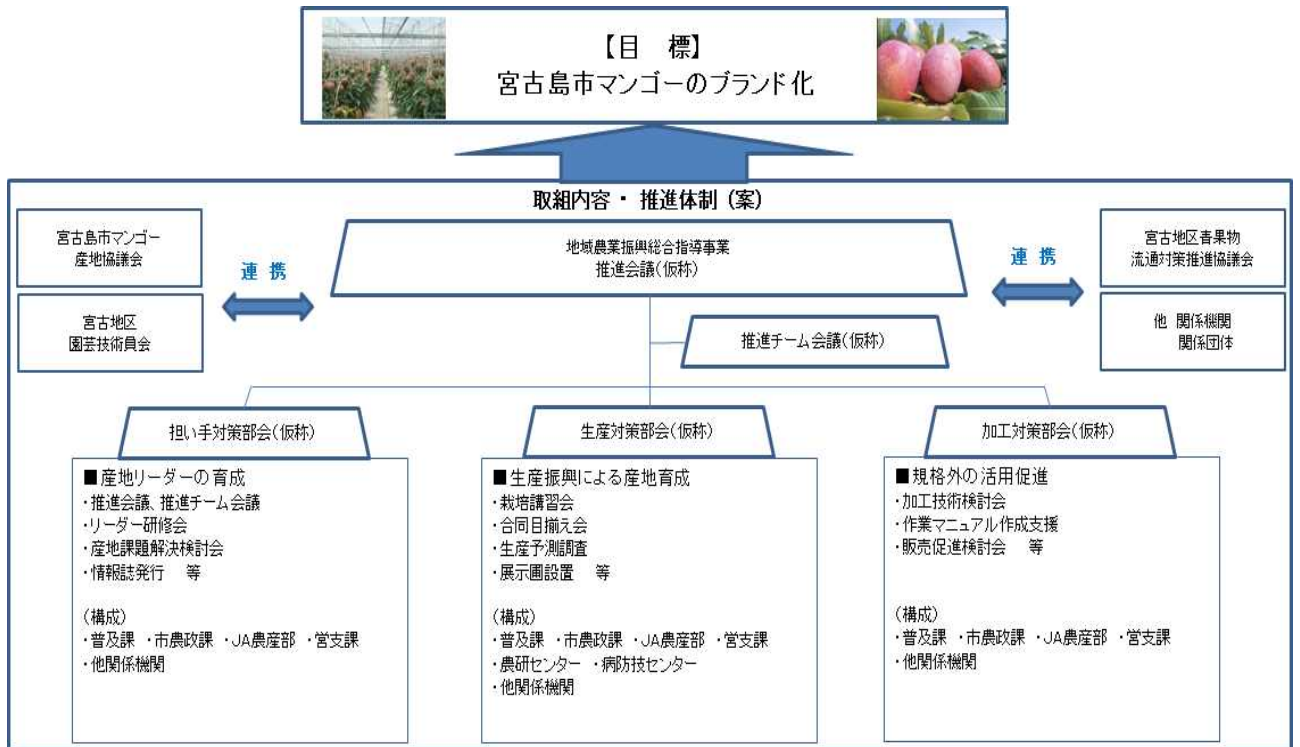 【目 標】
宮古島市マンゴーのブランド化
取組内容 ・ 推進体制 (案)
宮古島市マンゴー
産地協議会
宮古地区
園芸技術員会
連 携
地域農業振興総合指導事業
推進会議(仮称)
連 携
宮古地区青果物
流通対策推進協議会
他 関係機関
関係団体
推進チーム会議(仮称)
担い手対策部会(仮称)
■産地リーダーの育成
・推進会議、推進チーム会議
・リーダー研修会
・産地課題解決検討会
・情報誌発行 等
(構成)
・普及課 ・市農政課 ・JA農産部 ・営支課
・他関係機関
生産対策部会(仮称)
■生産振興による産地育成
・栽培講習会
・合同目揃え会
・生産予測調査
・展示圃設置 等
(構成)
・普及課 ・市農政課 ・JA農産部 ・営支課
・農研センター ・病防技センター
・他関係機関
加工対策部会(仮称)
■規格外の活用促進
・加工技術検討会
・作業マニュアル作成支援
・販売促進検討会 等
(構成)
・普及課 ・市農政課 ・JA農産部 ・営支課
・他関係機関